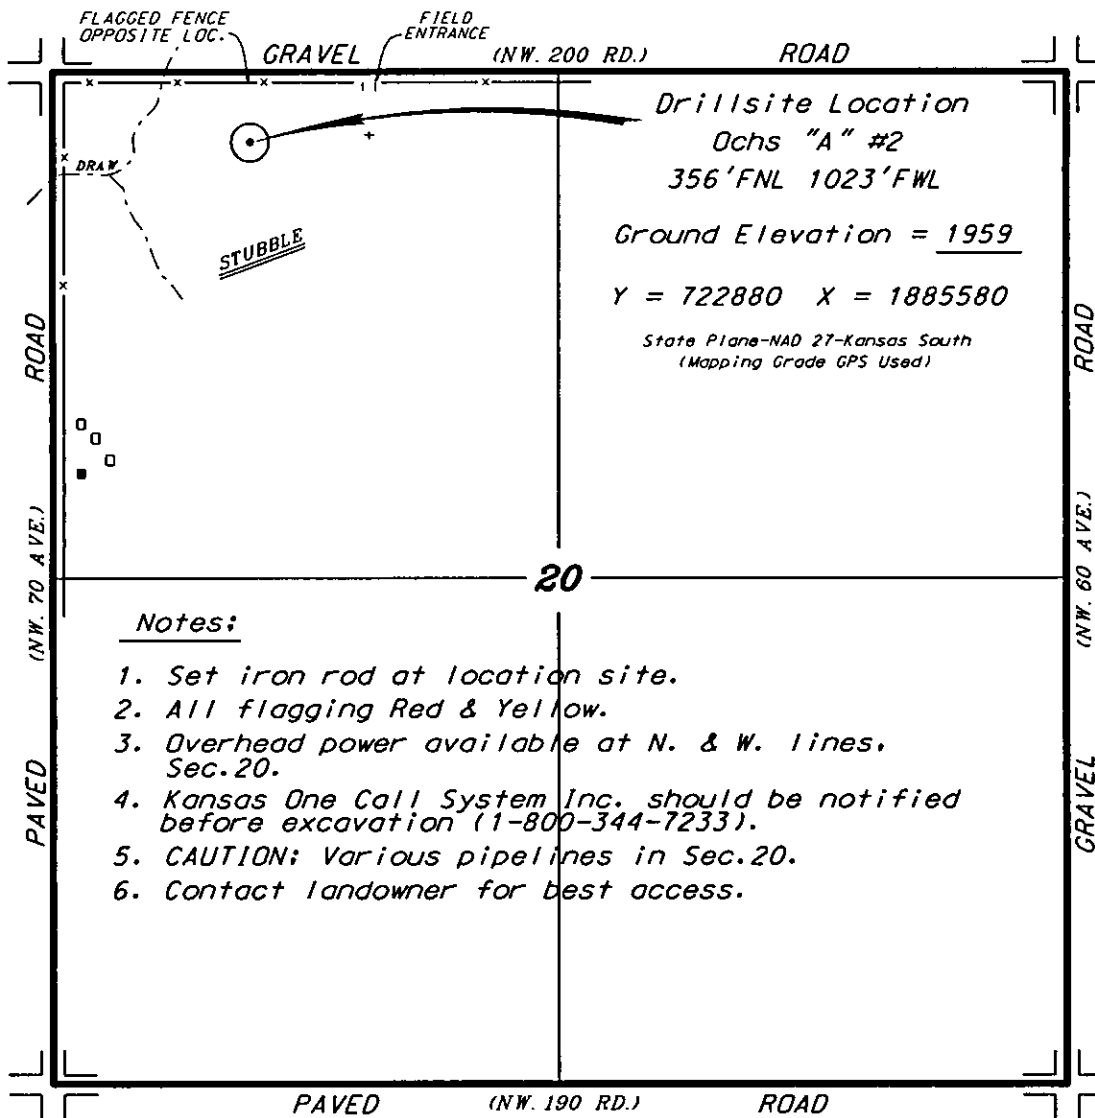 FLAGGED FENCE
OPPOSITE LOC.
FIELD
ENTRANCE
GRAVEL (NW. 200 RD.) ROAD
Drillsite Location
Ochs "A" #2
356'FNL 1023'FWL
DRAW
STUBBLE
Ground Elevation = 1959
Y = 722880 X = 1885580
State Plane-NAD 27-Kansas South
(Mapping Grade GPS Used)
PAVED (NW. 70 AVE.) ROAD
GRAVEL (NW. 60 AVE.) ROAD
20
Notes:
1. Set iron rod at location site.
2. All flagging Red & Yellow.
3. Overhead power available at N. & W. lines,
Sec.20.
4. Kansas One Call System Inc. should be notified
before excavation (1-800-344-7233).
5. CAUTION: Various pipelines in Sec.20.
6. Contact landowner for best access.
PAVED (NW. 190 RD.) ROAD